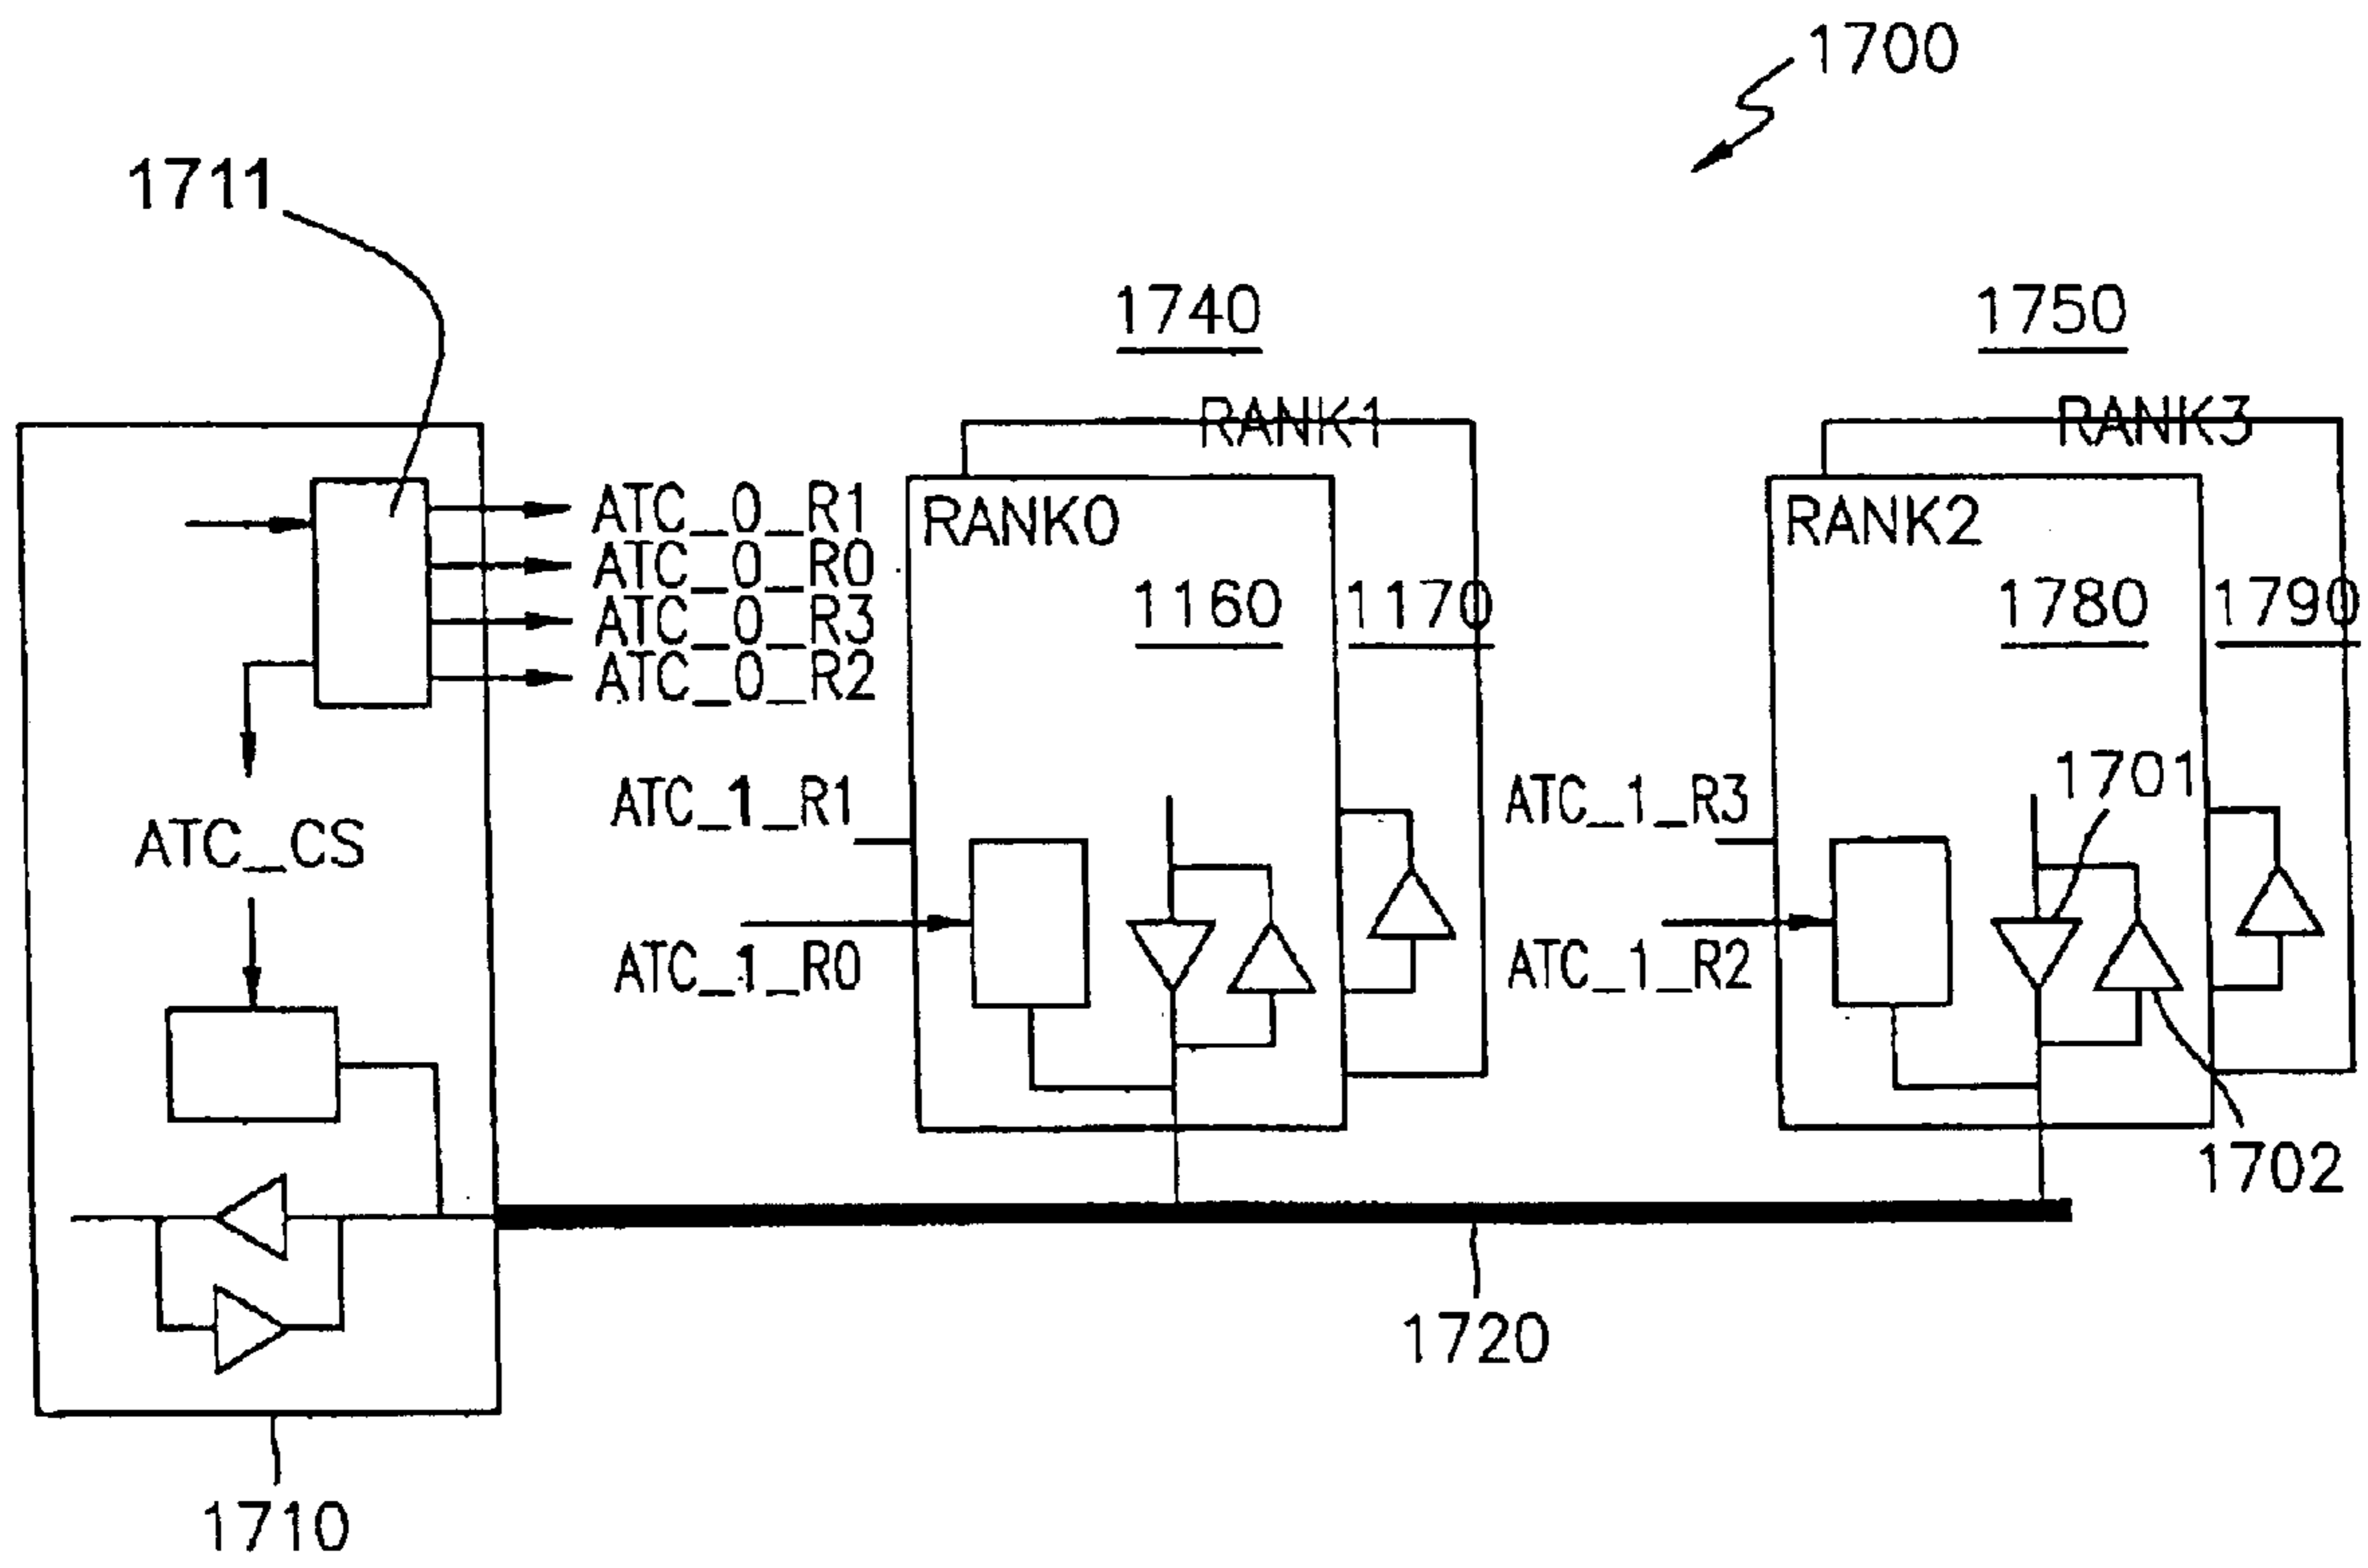 1700
1711
1740
1750
RANK1
RANK3
ATC_0_R1
RANK0
RANK2
ATC_0_R0
1160
1170
1780
1790
ATC_0_R3
ATC_0_R2
1701
ATC_1_R1
ATC_1_R3
ATC_CS
ATC_1_R0
ATC_1_R2
1702
1720
1710